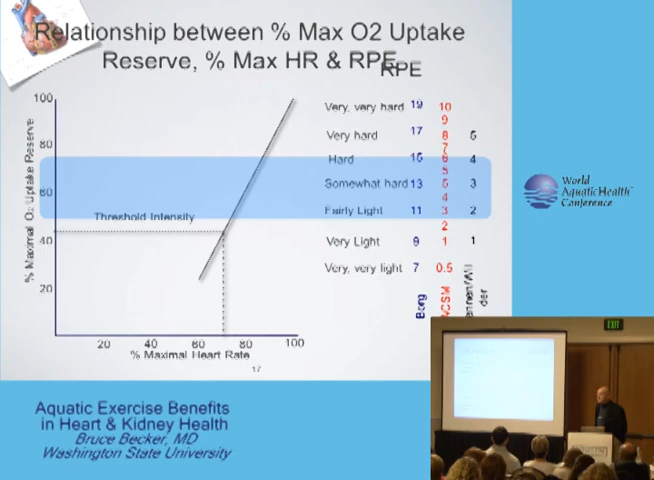 Relationship between % Max O2 Uptake
Reserve, % Max HR & RPE
RPE
% Maximal O2 Uptake Reserve
100
80
60
40
20
Threshold Intensity
20
40
60
80
100
% Maximal Heart Rate
17
Very, very hard 19 10
9
Very hard 17 8 5
7
Hard 15 6 4
5
Somewhat hard 13 5 3
4
Fairly Light 11 3 2
2
Very Light 9 1 1
Very, very light 7 0.5
Borg
der
World
Aquatic Health
Conference
EXIT
Aquatic Exercise Benefits
in Heart & Kidney Health
Bruce Becker, MD
Washington State University